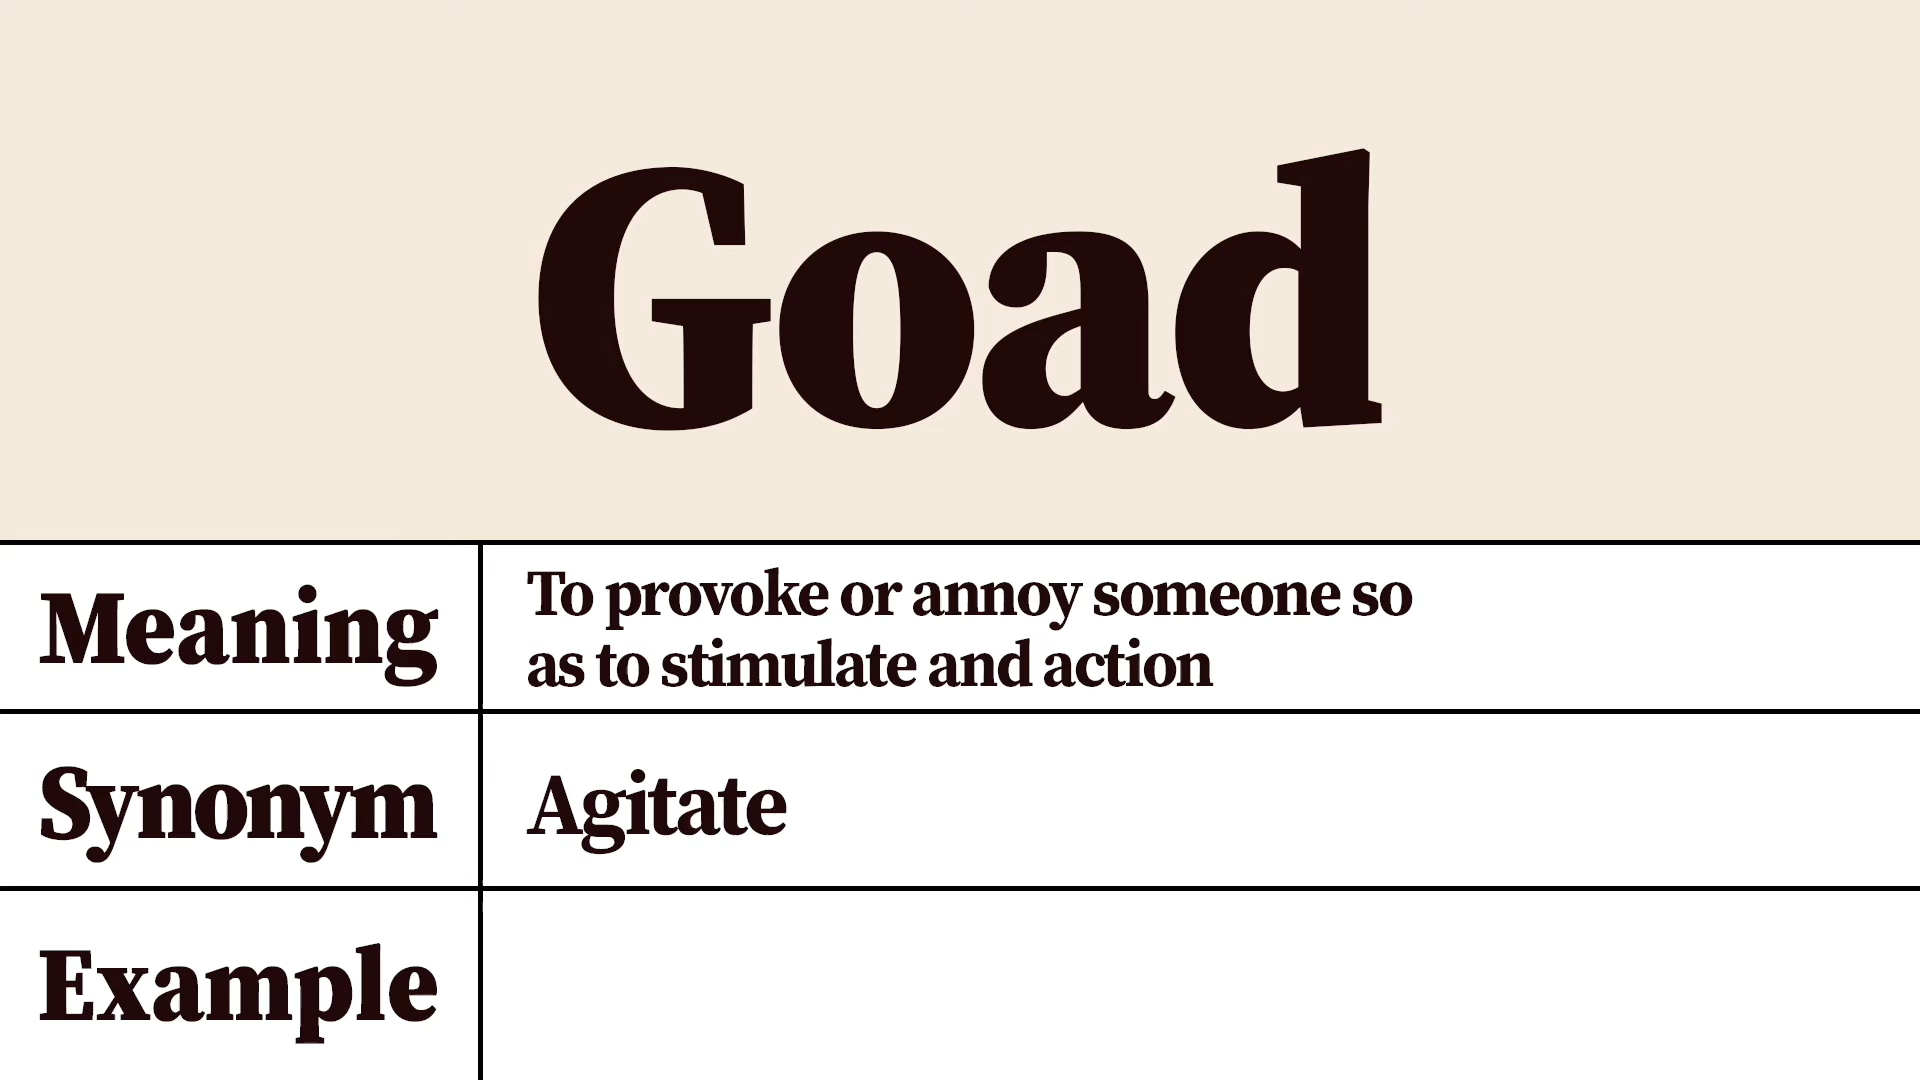 Goad
Meaning
To provoke or annoy someone so
as to stimulate and action
Synonym
Agitate
Example